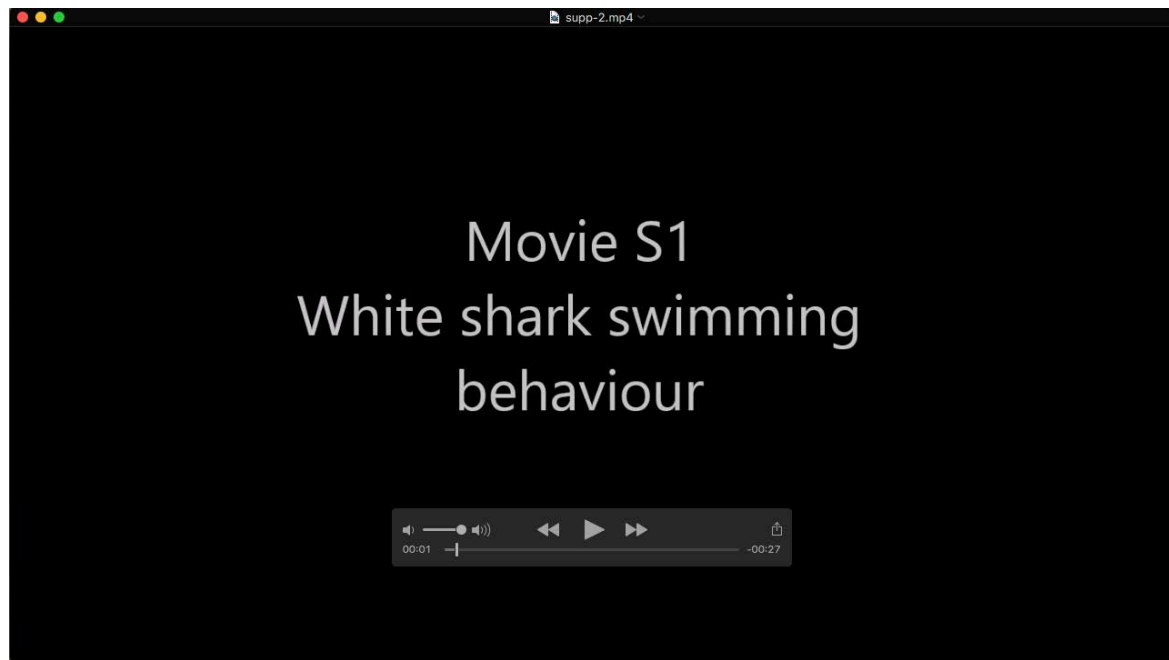 supp-2.mp4
Movie S1
White shark swimming
behaviour
00:01
-00:27